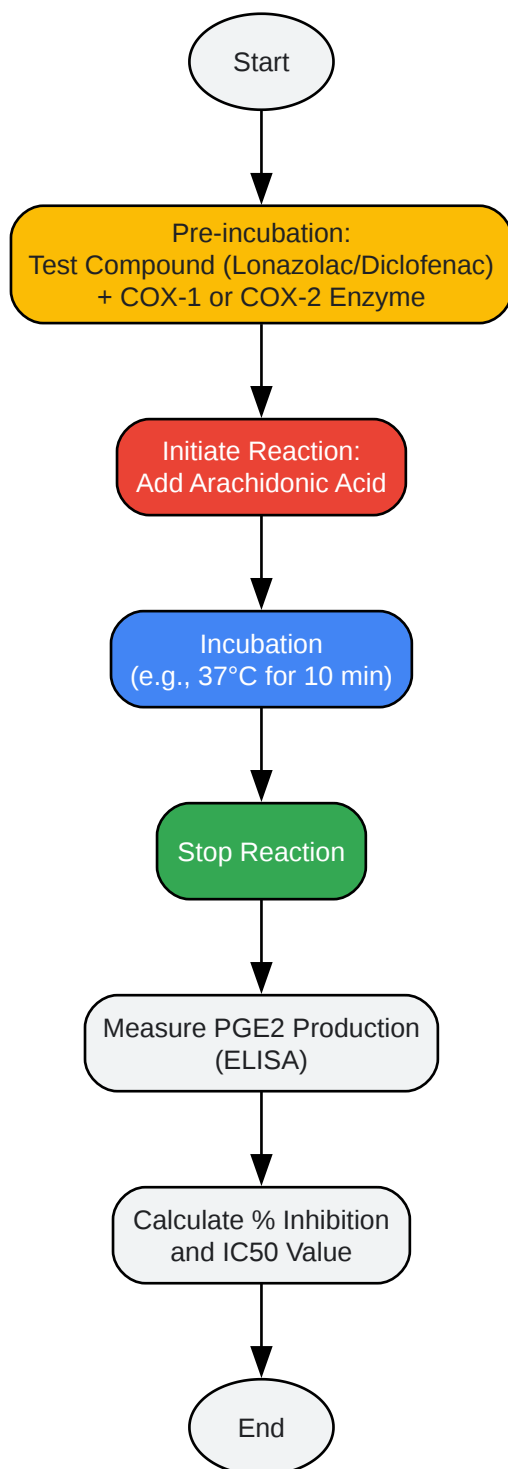 Start
Pre-incubation:
Test Compound (Lonazolac/Diclofenac)
+ COX-1 or COX-2 Enzyme
Initiate Reaction:
Add Arachidonic Acid
Incubation
(e.g., 37°C for 10 min)
Stop Reaction
Measure PGE2 Production
(ELISA)
Calculate % Inhibition
and IC50 Value
End